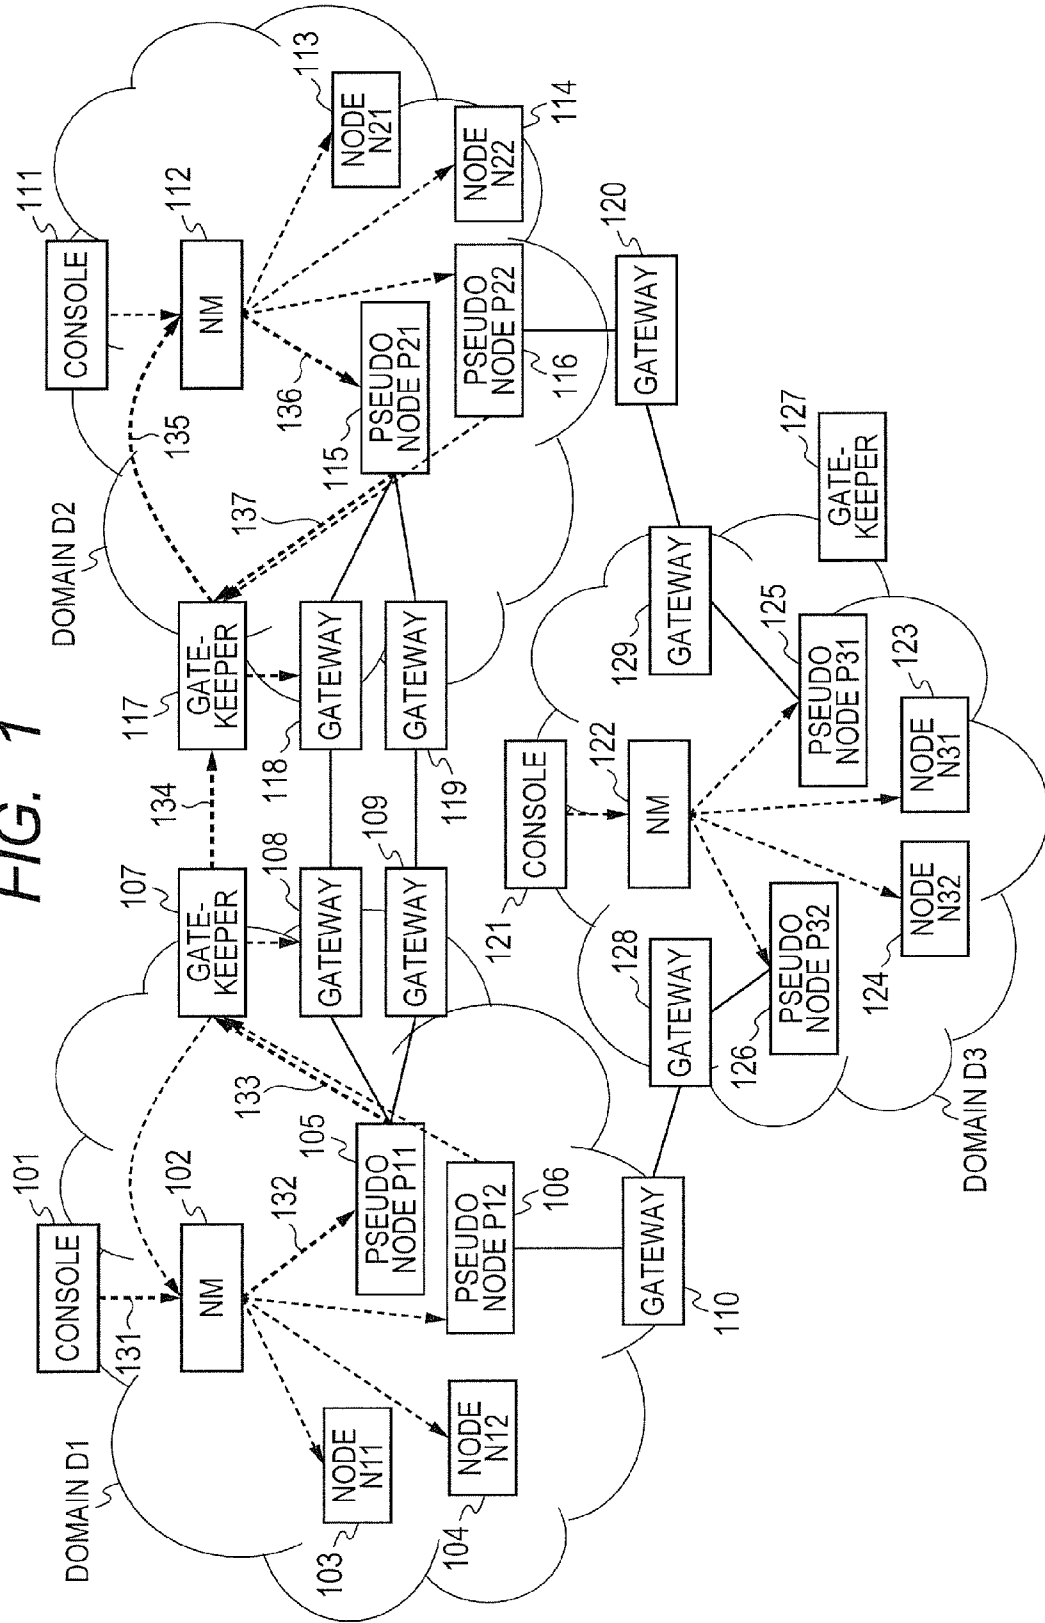 FIG. 1
DOMAIN D1
101
CONSOLE
131
102
NM
132
133
103
NODE
N11
104
NODE
N12
105
PSEUDO
NODE P11
106
PSEUDO
NODE P12
107
GATE-
KEEPER
108
GATEWAY
109
GATEWAY
110
GATEWAY
134
DOMAIN D2
111
CONSOLE
135
112
NM
136
137
113
NODE
N21
114
NODE
N22
115
PSEUDO
NODE P21
116
PSEUDO
NODE P22
117
GATE-
KEEPER
118
GATEWAY
119
GATEWAY
120
GATEWAY
DOMAIN D3
121
CONSOLE
122
NM
123
NODE
N31
124
NODE
N32
125
PSEUDO
NODE P31
126
PSEUDO
NODE P32
127
GATE-
KEEPER
128
GATEWAY
129
GATEWAY